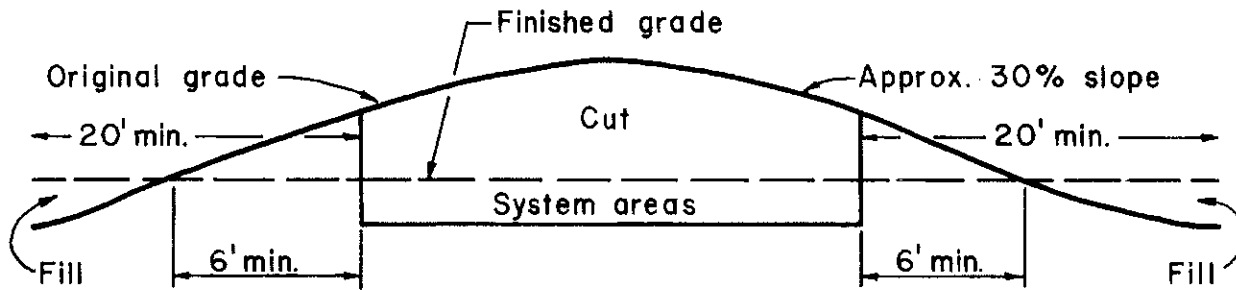 Finished grade
Original grade
Approx. 30% slope
Cut
20' min.
20' min.
System areas
6' min.
6' min.
Fill
Fill